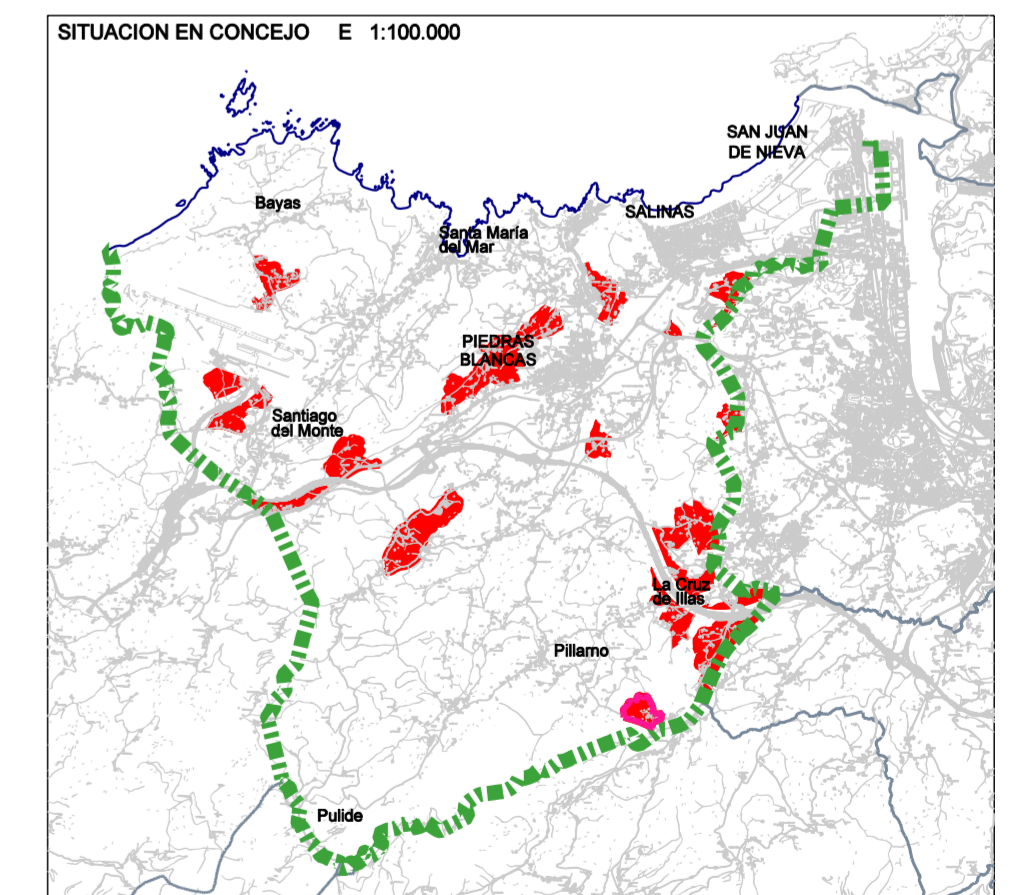 SITUACION EN CONCEJO E 1:100.000
SAN JUAN
DE NIEVA
Bayas
SALINAS
Santa María
del Mar
PIEDRAS
BLANCAS
Santiago
del Monte
La Cruz
de Illas
Pillarno
Pulide